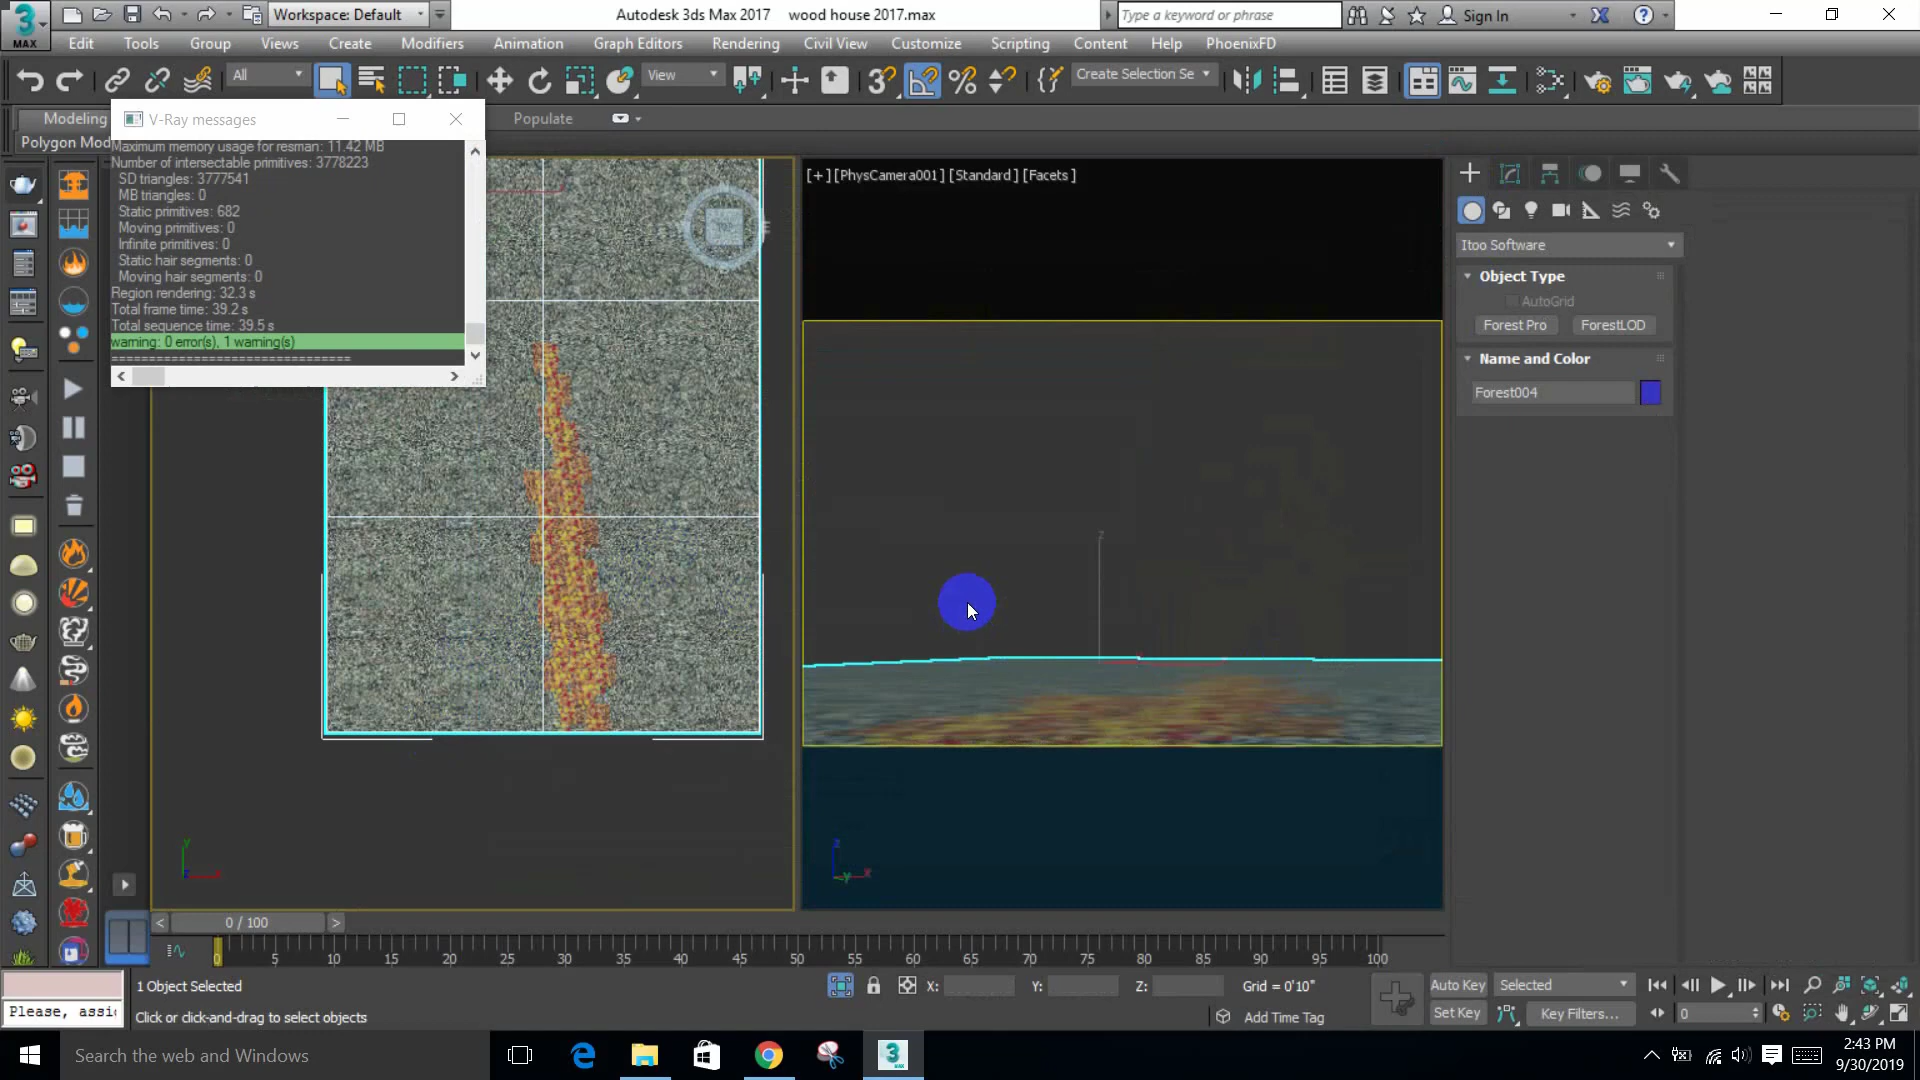 MAX
Workspace: Default
Autodesk 3ds Max 2017    wood house 2017.max
Type a keyword or phrase
Sign In
Edit
Tools
Group
Views
Create
Modifiers
Animation
Graph Editors
Rendering
Civil View
Customize
Scripting
Content
Help
PhoenixFD
All
View
Create Selection Se
Modeling
V-Ray messages
Populate
Polygon Mod
Maximum memory usage for resman: 11.42 MB
Number of intersectable primitives: 3778223
SD triangles: 3777541
MB triangles: 0
Static primitives: 682
Moving primitives: 0
Infinite primitives: 0
Static hair segments: 0
Moving hair segments: 0
Region rendering: 32.3 s
Total frame time: 39.2 s
Total sequence time: 39.5 s
warning: 0 error(s), 1 warning(s)
================================
[+] [PhysCamera001] [Standard] [Facets]
Itoo Software
Object Type
AutoGrid
Forest Pro
ForestLOD
Name and Color
Forest004
z
y
z
x
z
y
x
0 / 100
0 5 10 15 20 25 30 35 40 45 50 55 60 65 70 75 80 85 90 95 100
1 Object Selected
X:
Y:
Z:
Grid = 0'10"
Auto Key
Selected
Please, assi
Click or click-and-drag to select objects
Add Time Tag
Set Key
Key Filters...
0
Search the web and Windows
2:43 PM
9/30/2019